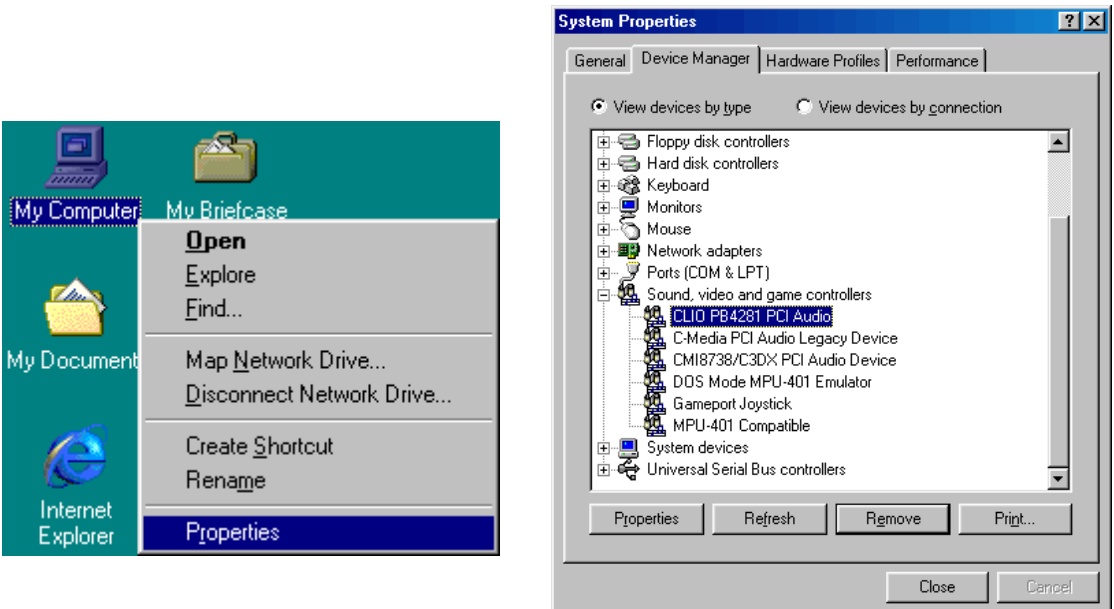 My Computer
My Briefcase
Open
Explore
Find...
My Document
Map Network Drive...
Disconnect Network Drive...
Create Shortcut
Rename
Internet
Explorer
Properties
System Properties
General
Device Manager
Hardware Profiles
Performance
View devices by type
View devices by connection
Floppy disk controllers
Hard disk controllers
Keyboard
Monitors
Mouse
Network adapters
Ports (COM & LPT)
Sound, video and game controllers
CLIO PB4281 PCI Audio
C-Media PCI Audio Legacy Device
CMI8738/C3DX PCI Audio Device
DOS Mode MPU-401 Emulator
Gameport Joystick
MPU-401 Compatible
System devices
Universal Serial Bus controllers
Properties
Refresh
Remove
Print...
Close
Cancel